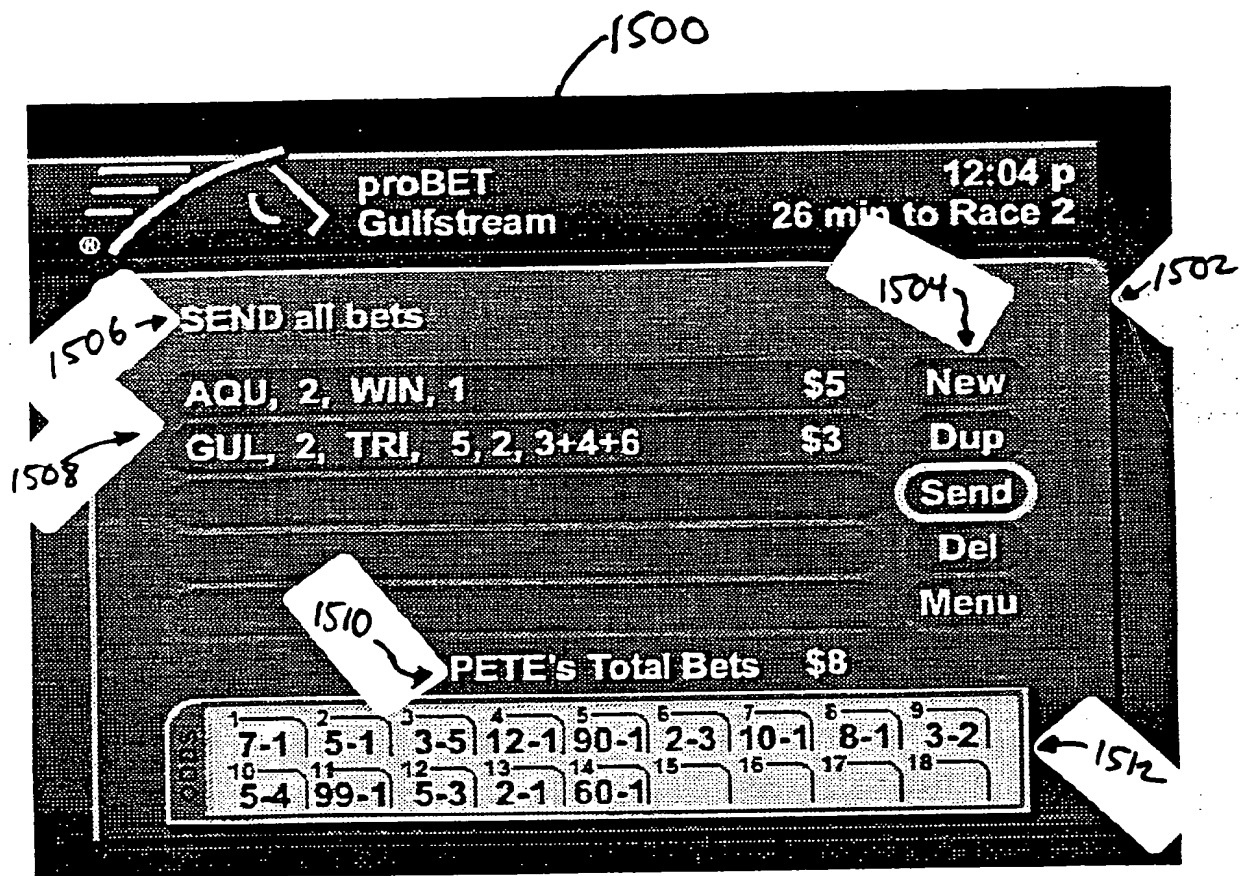 1500
proBET 12:04 p
Gulfstream 26 min to Race 2
®
1502
1504
1506 SEND all bets
AQU, 2, WIN, 1 $5 New
1508 GUL, 2, TRI, 5, 2, 3+4+6 $3 Dup
Send
Del
Menu
1510 PETE's Total Bets $8
1 2 3 4 5 6 7 8 9
ODDS 7-1 5-1 3-5 12-1 90-1 2-3 10-1 8-1 3-2
1512
10 11 12 13 14 15 16 17 18
5-4 99-1 5-3 2-1 60-1